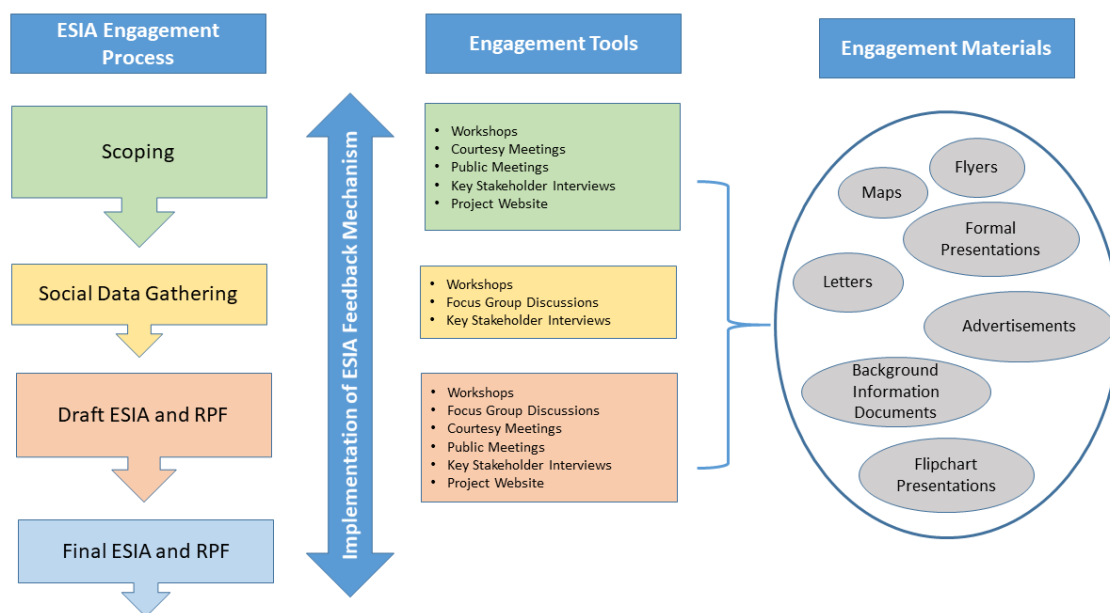 ESIA Engagement
Process
Engagement Tools
Engagement Materials
Scoping
Social Data Gathering
Draft ESIA and RPF
Final ESIA and RPF
Implementation of ESIA Feedback Mechanism
• Workshops
• Courtesy Meetings
• Public Meetings
• Key Stakeholder Interviews
• Project Website
• Workshops
• Focus Group Discussions
• Key Stakeholder Interviews
• Workshops
• Focus Group Discussions
• Courtesy Meetings
• Public Meetings
• Key Stakeholder Interviews
• Project Website
Flyers
Maps
Formal
Presentations
Letters
Advertisements
Background
Information
Documents
Flipchart
Presentations